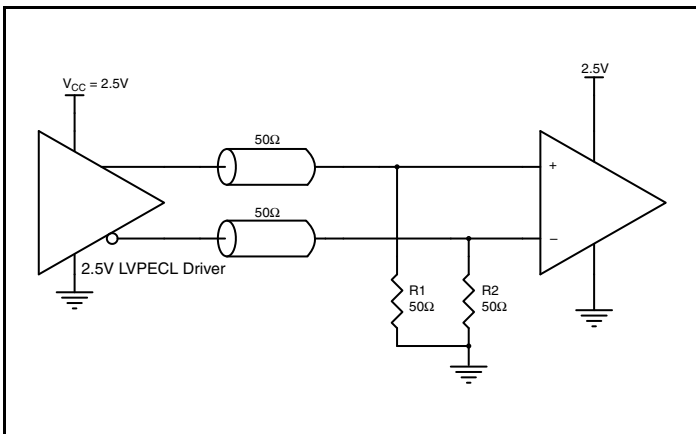 2.5V
V_CC = 2.5V
50Ω
+
50Ω
–
2.5V LVPECL Driver
R1
50Ω
R2
50Ω